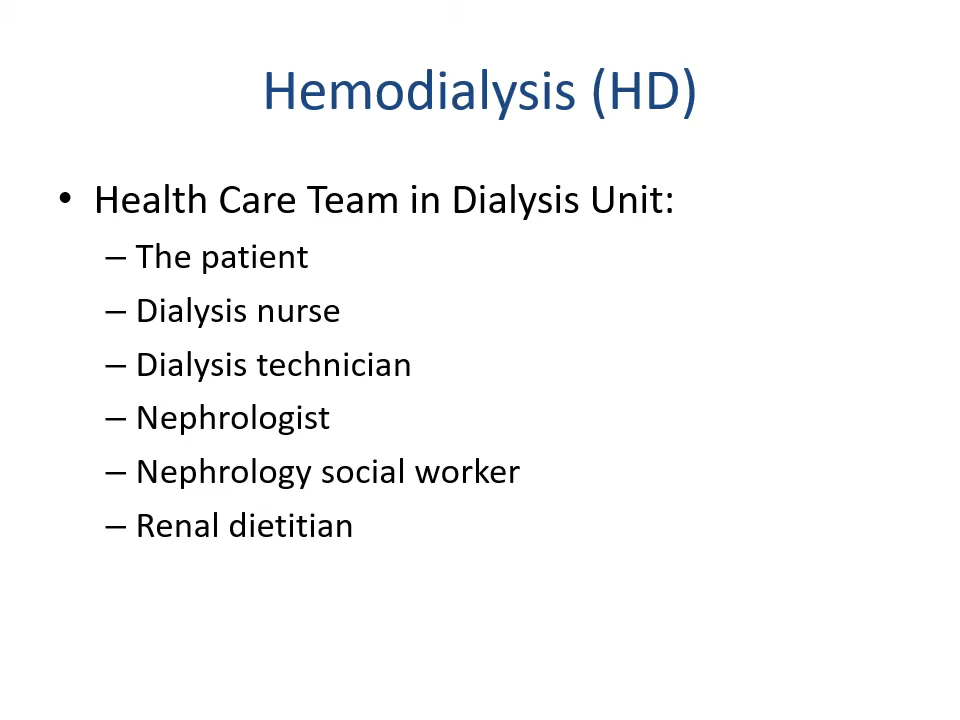 Hemodialysis (HD)
• Health Care Team in Dialysis Unit:
– The patient
– Dialysis nurse
– Dialysis technician
– Nephrologist
– Nephrology social worker
– Renal dietitian